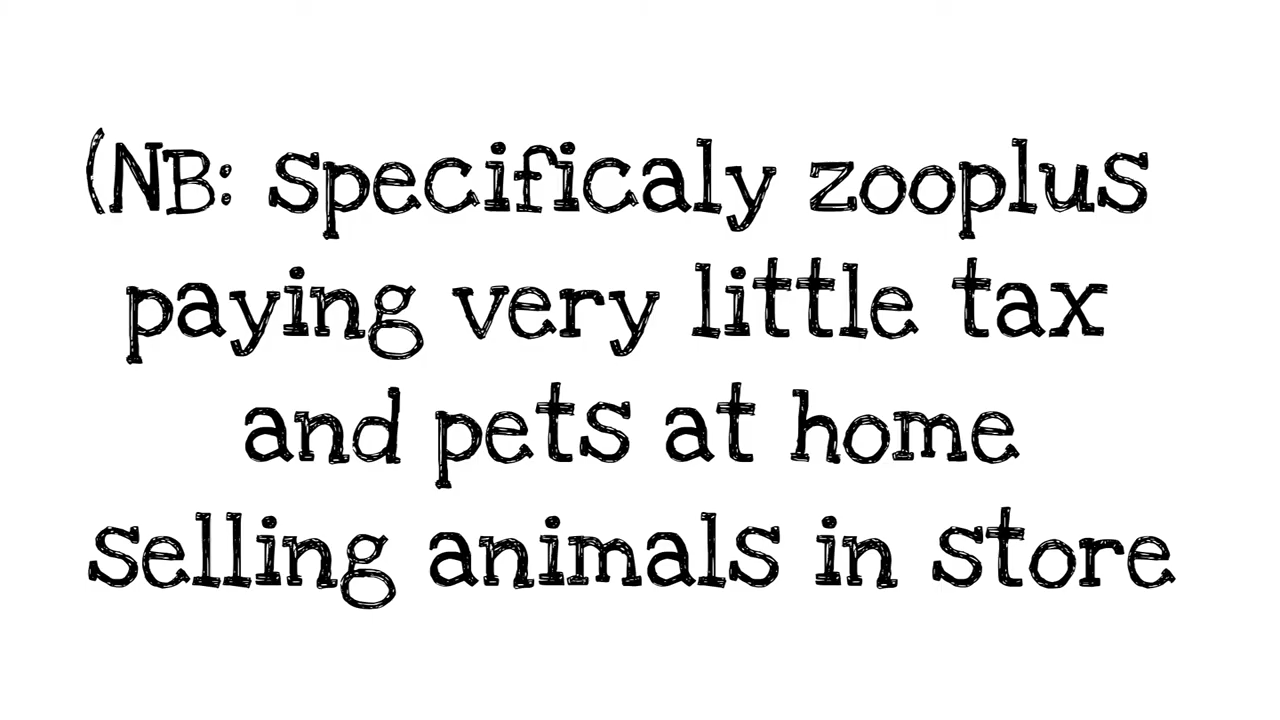 (NB: specificaly zooplus
paying very little tax
and pets at home
selling animals in store